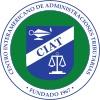 CENTRO INTERAMERICANO DE ADMINISTRACIONES TRIBUTARIAS
CIAT
• FUNDADO 1967 •